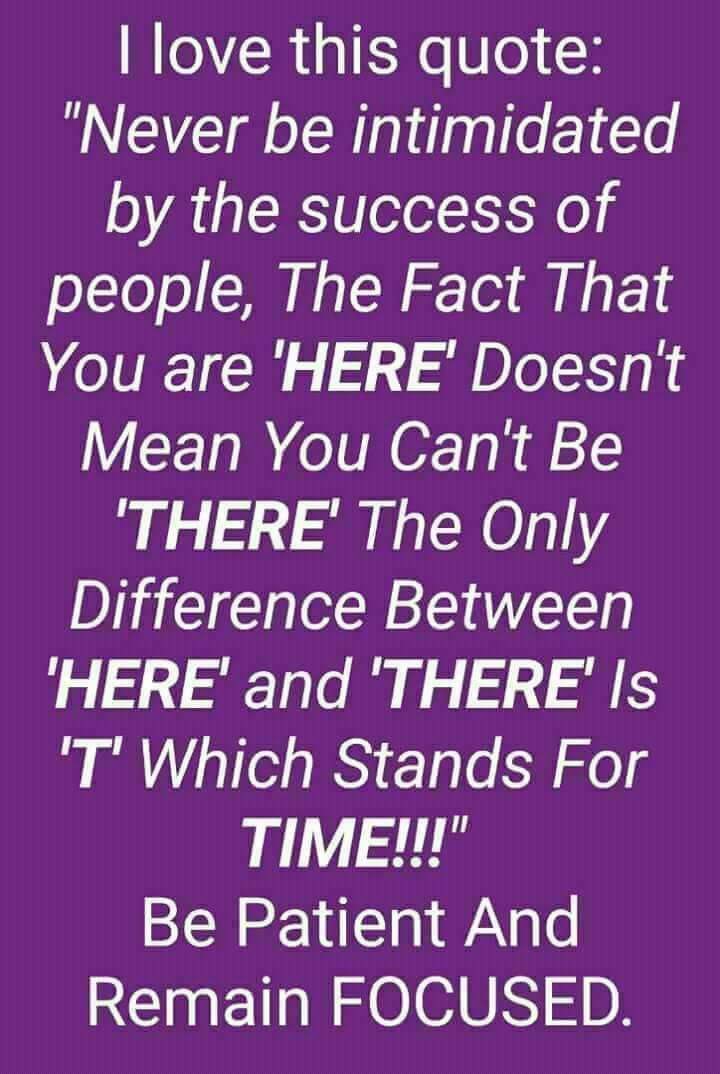 I love this quote:
"Never be intimidated
by the success of
people, The Fact That
You are 'HERE' Doesn't
Mean You Can't Be
'THERE' The Only
Difference Between
'HERE' and 'THERE' Is
'T' Which Stands For
TIME!!!"
Be Patient And
Remain FOCUSED.